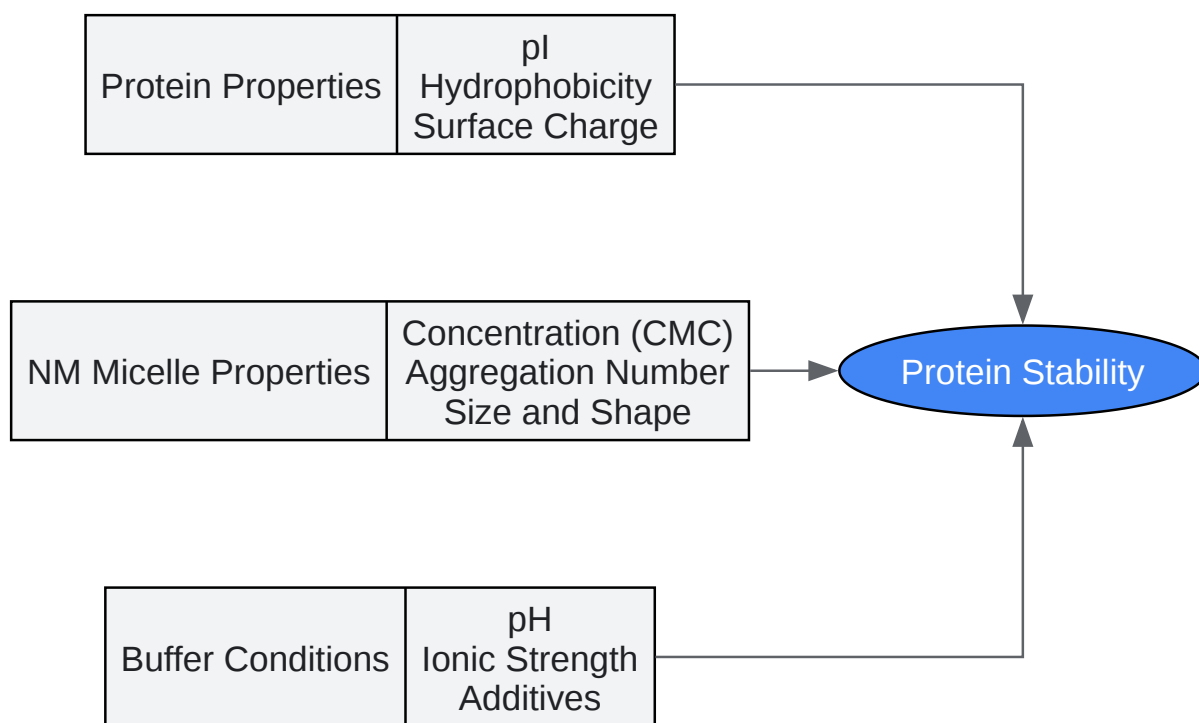 Protein Properties
pI
Hydrophobicity
Surface Charge
NM Micelle Properties
Concentration (CMC)
Aggregation Number
Size and Shape
Protein Stability
Buffer Conditions
pH
Ionic Strength
Additives